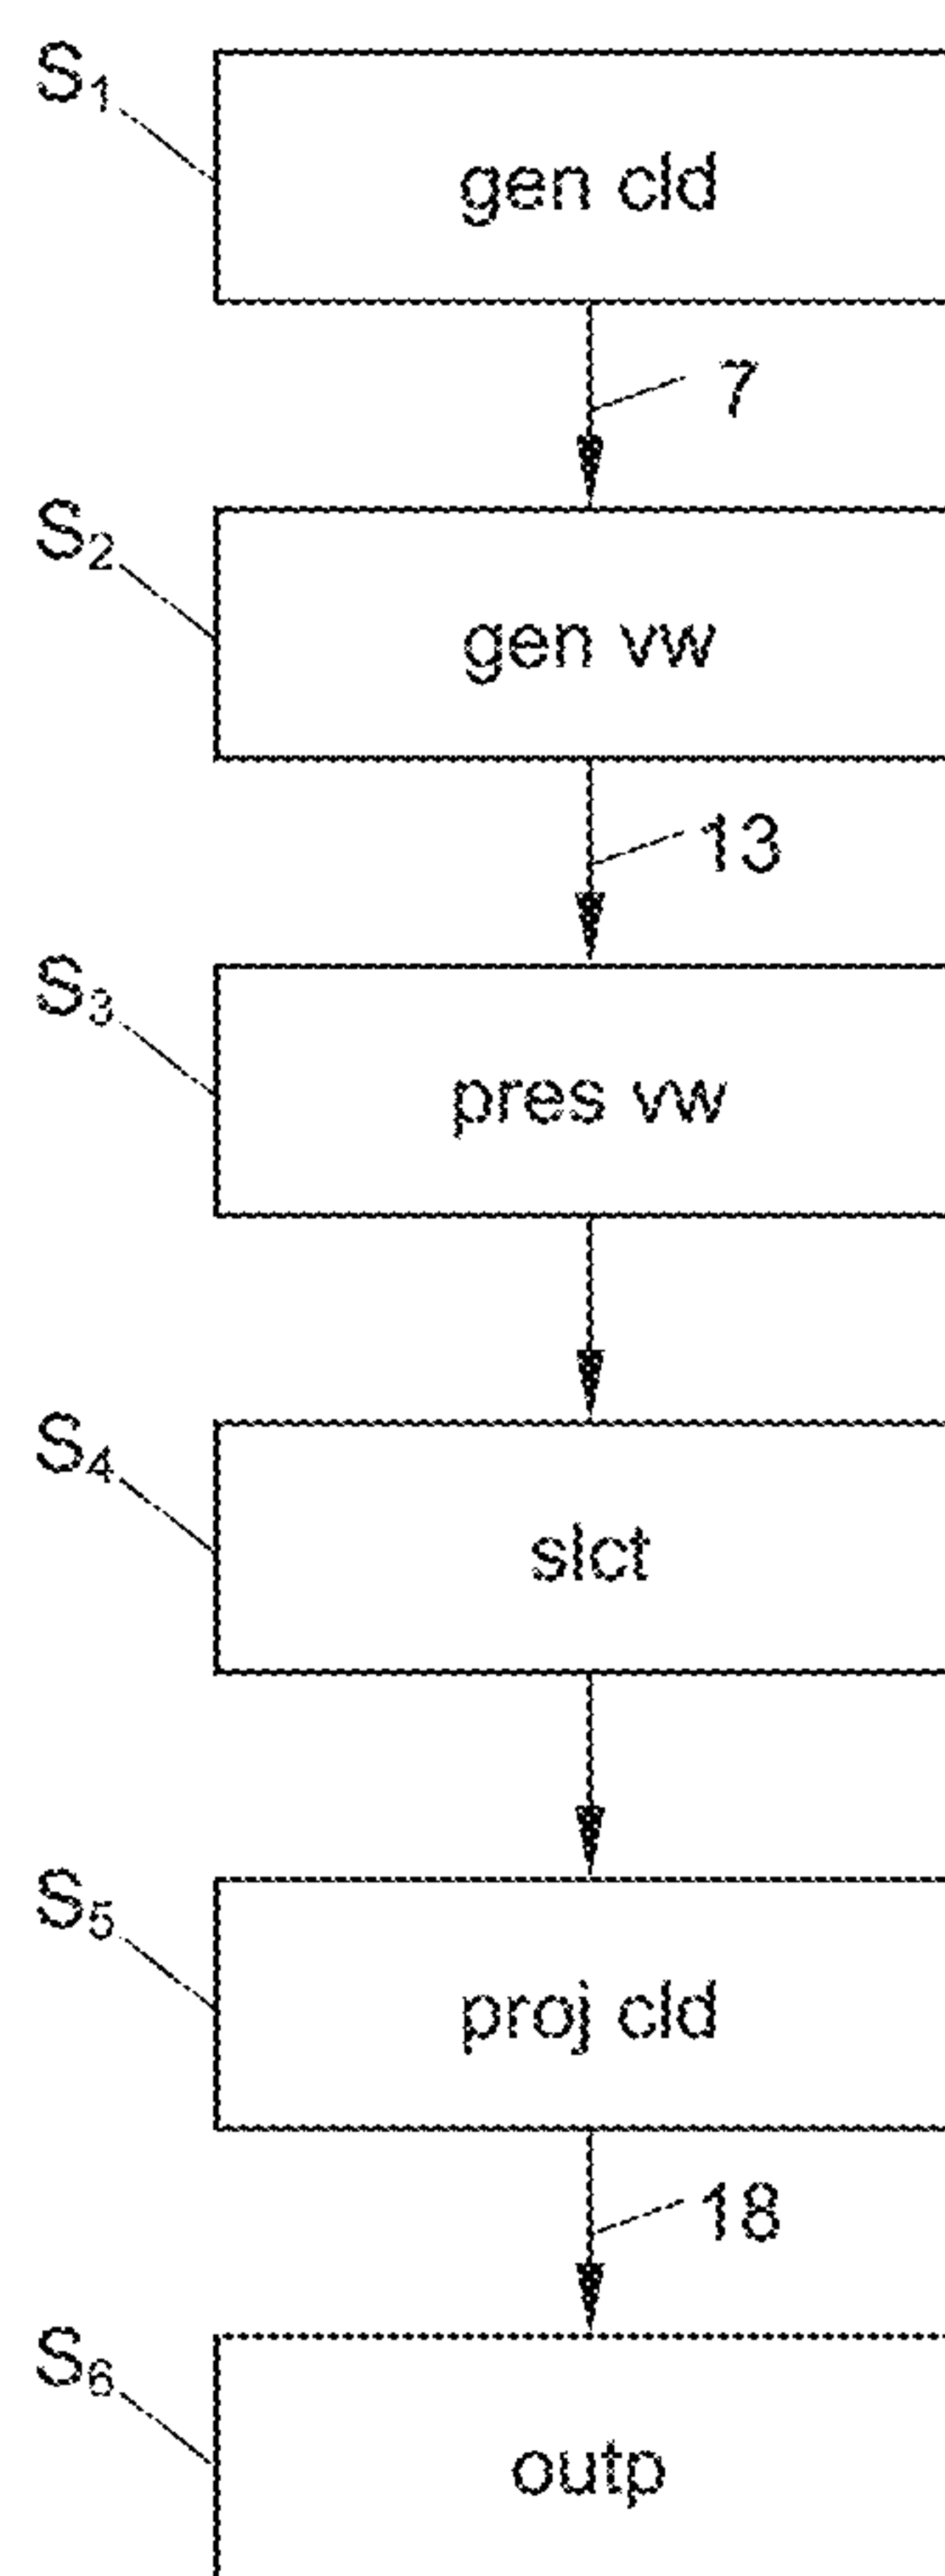 S1
gen cld
7
S2
gen vw
13
S3
pres vw
S4
slct
S5
proj cld
18
S6
outp